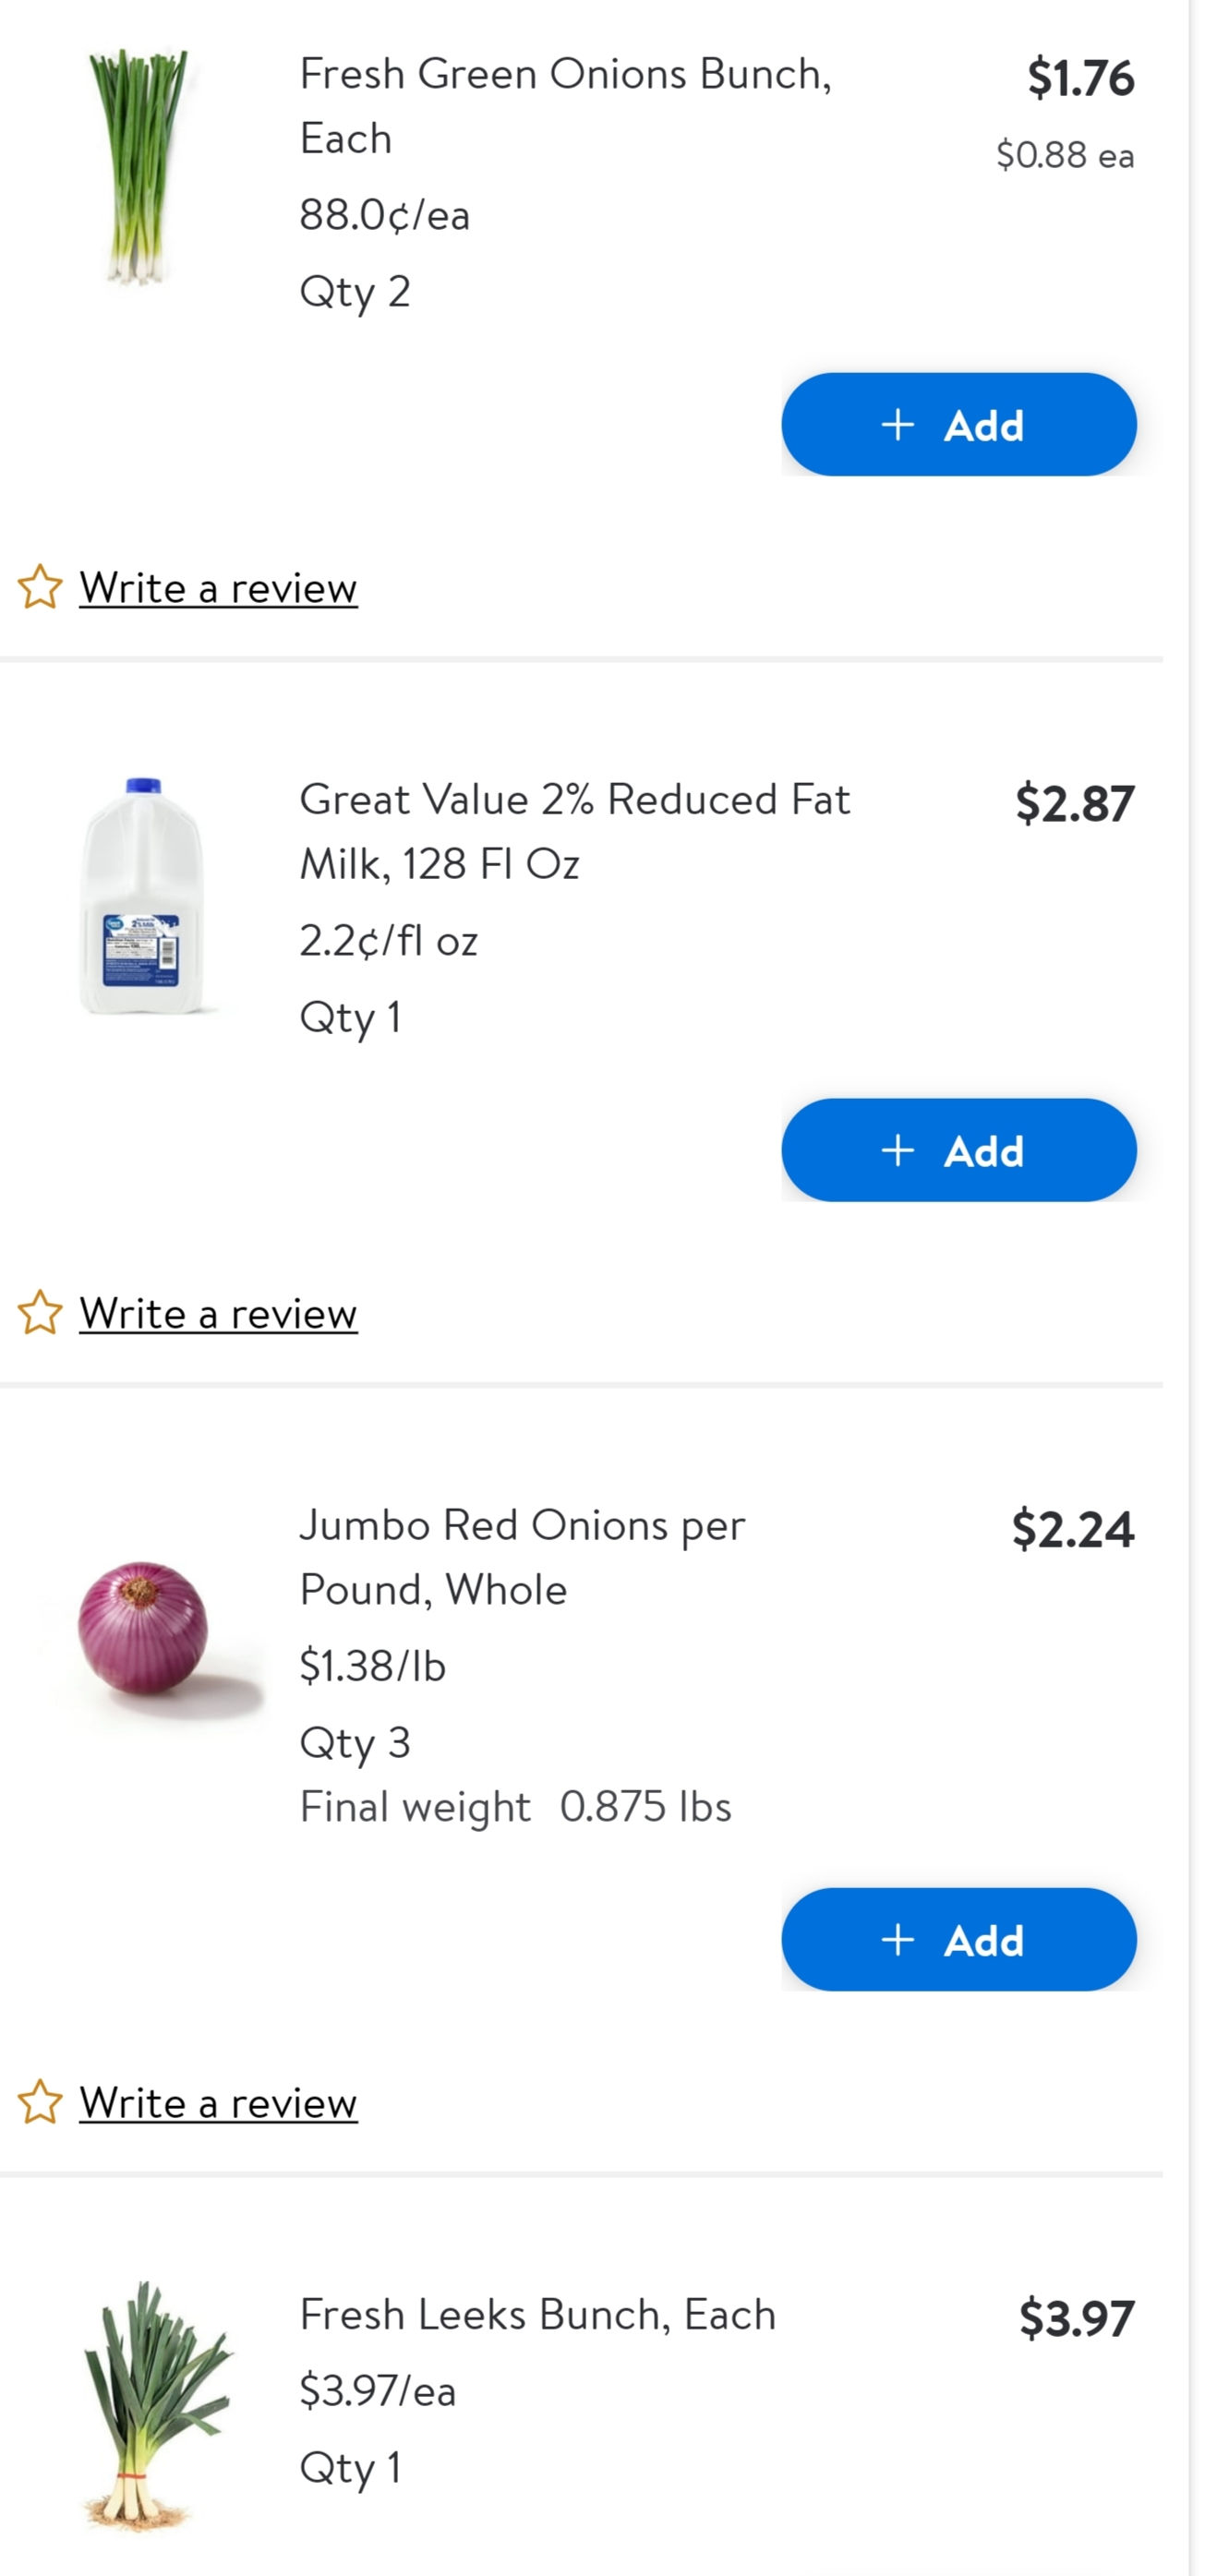 Fresh Green Onions Bunch,
Each
$1.76
$0.88 ea
88.0¢/ea
Qty 2
+ Add
Write a review
Great Value 2% Reduced Fat
Milk, 128 Fl Oz
$2.87
2.2¢/fl oz
Qty 1
+ Add
Write a review
Jumbo Red Onions per
Pound, Whole
$2.24
$1.38/lb
Qty 3
Final weight 0.875 lbs
+ Add
Write a review
Fresh Leeks Bunch, Each
$3.97
$3.97/ea
Qty 1